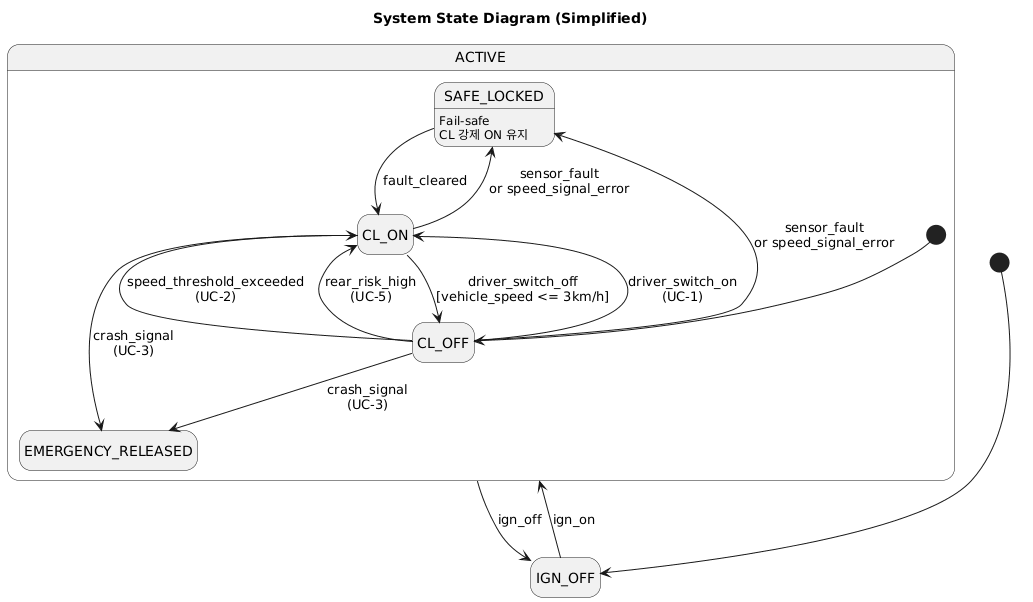 System State Diagram (Simplified)
ACTIVE
SAFE_LOCKED
Fail-safe
CL 강제 ON 유지
fault_cleared
sensor_fault
or speed_signal_error
CL_ON
sensor_fault
or speed_signal_error
speed_threshold_exceeded
(UC-2)
rear_risk_high
(UC-5)
driver_switch_off
[vehicle_speed <= 3km/h]
driver_switch_on
(UC-1)
crash_signal
(UC-3)
CL_OFF
crash_signal
(UC-3)
EMERGENCY_RELEASED
ign_off
ign_on
IGN_OFF